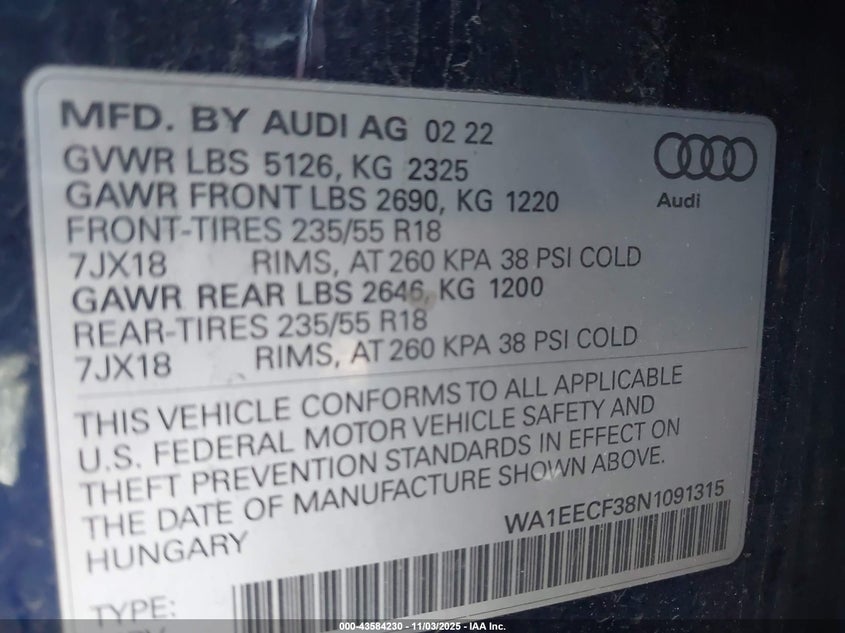 MFD. BY AUDI AG 02 22
GVWR LBS 5126, KG 2325
GAWR FRONT LBS 2690, KG 1220
FRONT-TIRES 235/55 R18
7JX18 RIMS, AT 260 KPA 38 PSI COLD
GAWR REAR LBS 2646, KG 1200
REAR-TIRES 235/55 R18
7JX18 RIMS, AT 260 KPA 38 PSI COLD
Audi
THIS VEHICLE CONFORMS TO ALL APPLICABLE
U.S. FEDERAL MOTOR VEHICLE SAFETY AND
THEFT PREVENTION STANDARDS IN EFFECT ON
THE DATE OF MANUFACTURE SHOWN ABOVE.
HUNGARY WA1EECF38N1091315
TYPE:
000-43584230 - 11/03/2025 - IAA Inc.